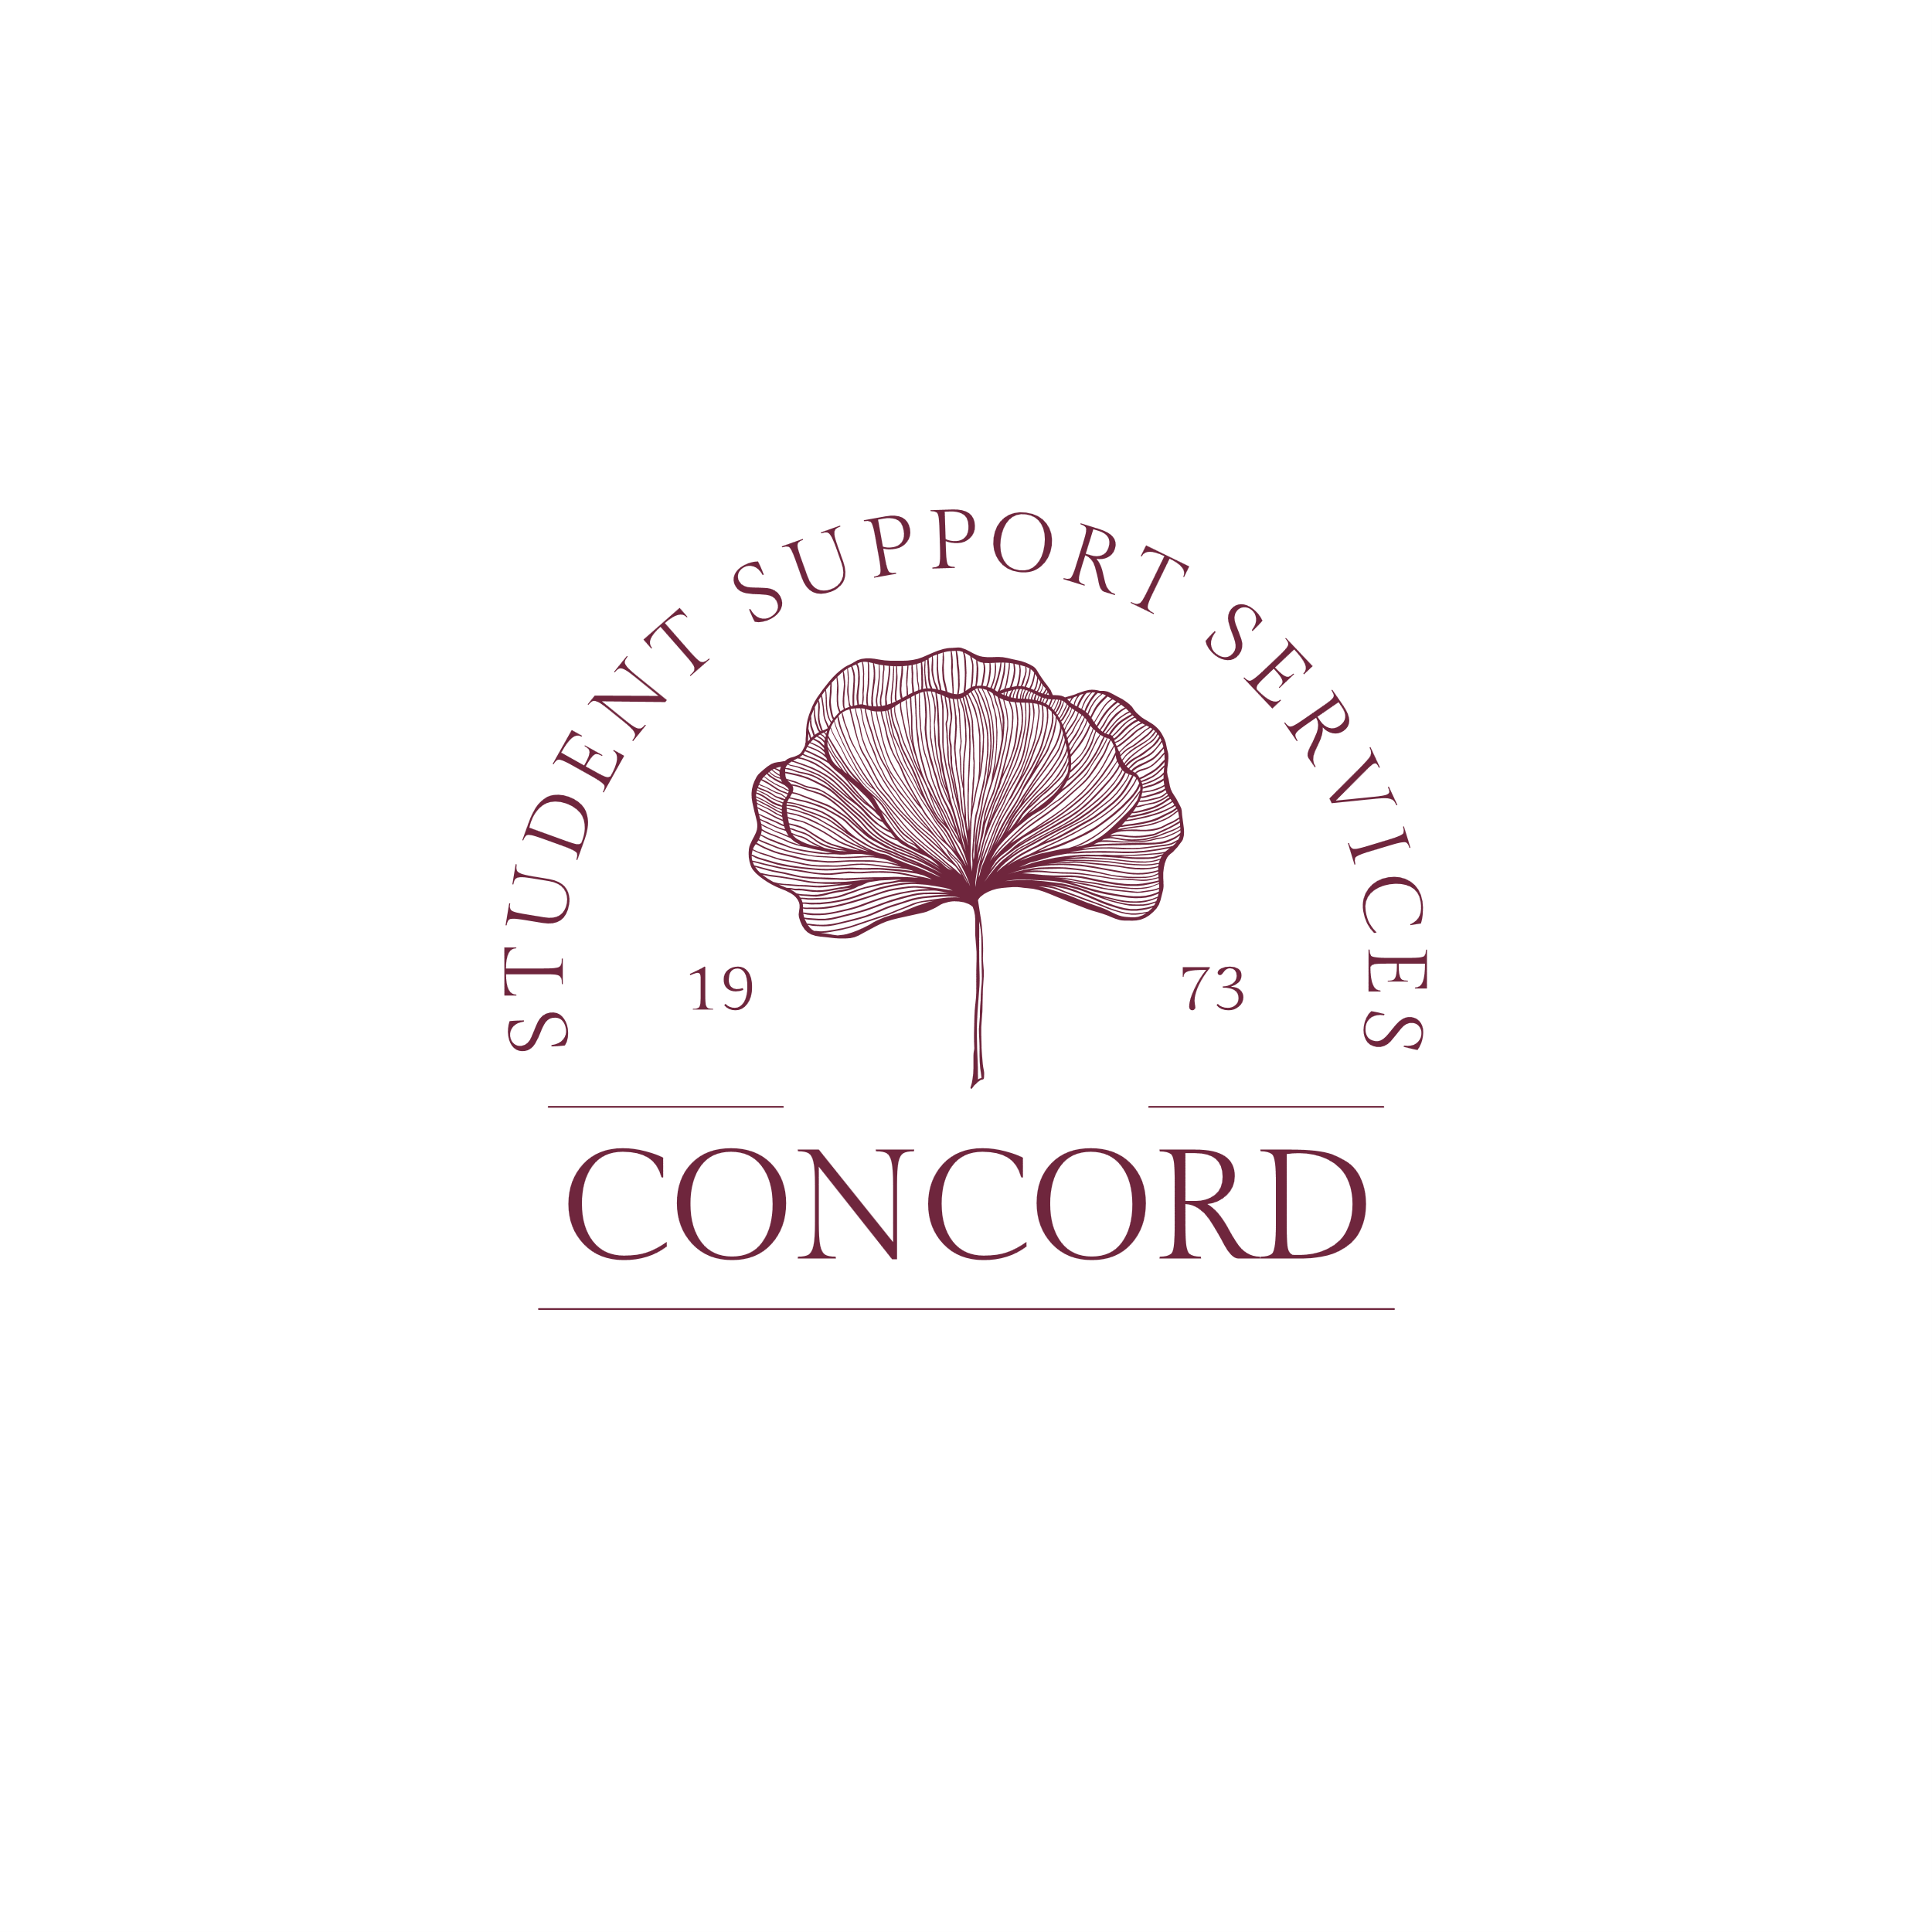 STUDENT SUPPORT SERVICES
19 73
CONCORD